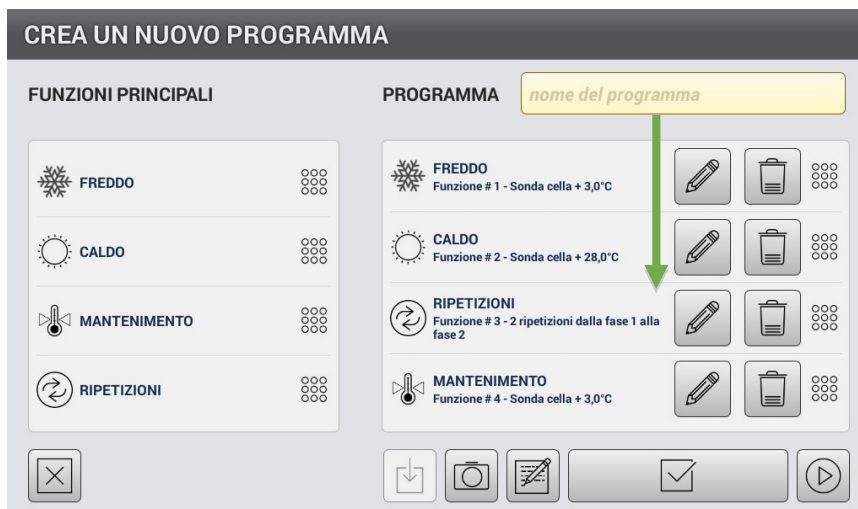 CREA UN NUOVO PROGRAMMA
FUNZIONI PRINCIPALI
FREDDO
CALDO
MANTENIMENTO
RIPETIZIONI
PROGRAMMA
nome del programma
FREDDO
Funzione # 1 - Sonda cella + 3,0°C
CALDO
Funzione # 2 - Sonda cella + 28,0°C
RIPETIZIONI
Funzione # 3 - 2 ripetizioni dalla fase 1 alla
fase 2
MANTENIMENTO
Funzione # 4 - Sonda cella + 3,0°C